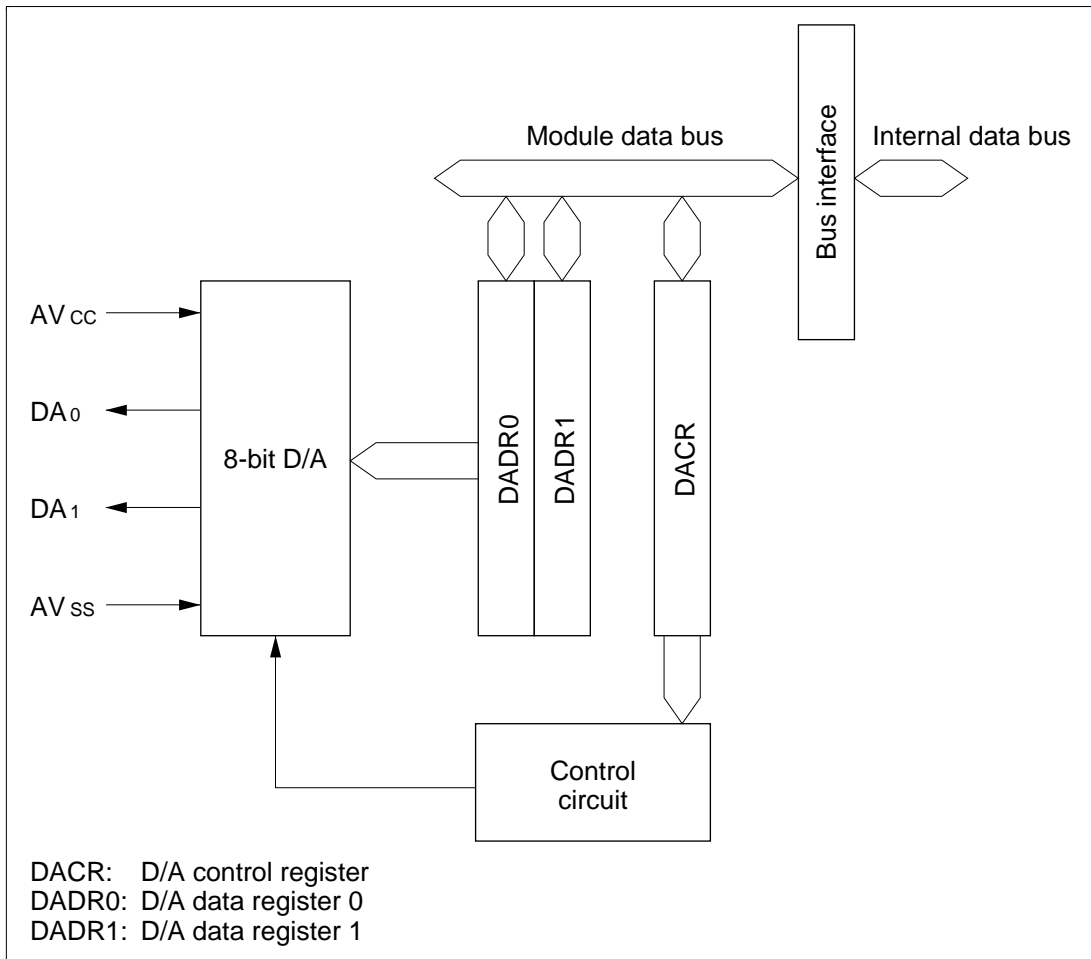 Module data bus
Internal data bus
Bus interface
AVCC
DA0
8-bit D/A
DADR0
DADR1
DACR
DA1
AVSS
Control
circuit
DACR: D/A control register
DADR0: D/A data register 0
DADR1: D/A data register 1